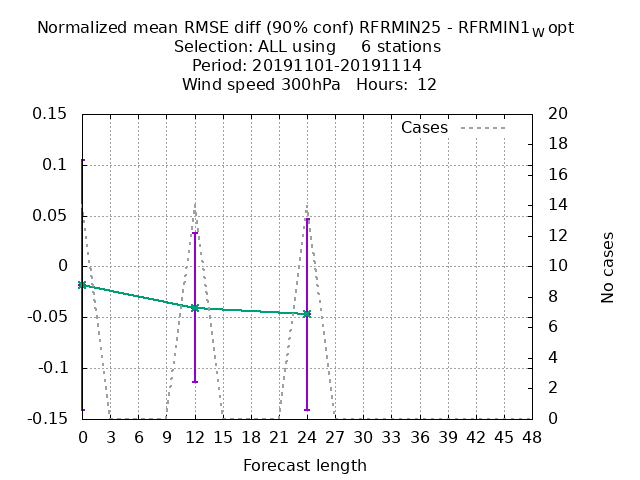 Normalized mean RMSE diff (90% conf) RFRMIN25 - RFRMIN1wopt
Selection: ALL using 6 stations
Period: 20191101-20191114
Wind speed 300hPa Hours: 12
Cases
0.15
0.1
0.05
0
-0.05
-0.1
-0.15
20
18
16
14
12
10
8
6
4
2
0
No cases
0 3 6 9 12 15 18 21 24 27 30 33 36 39 42 45 48
Forecast length